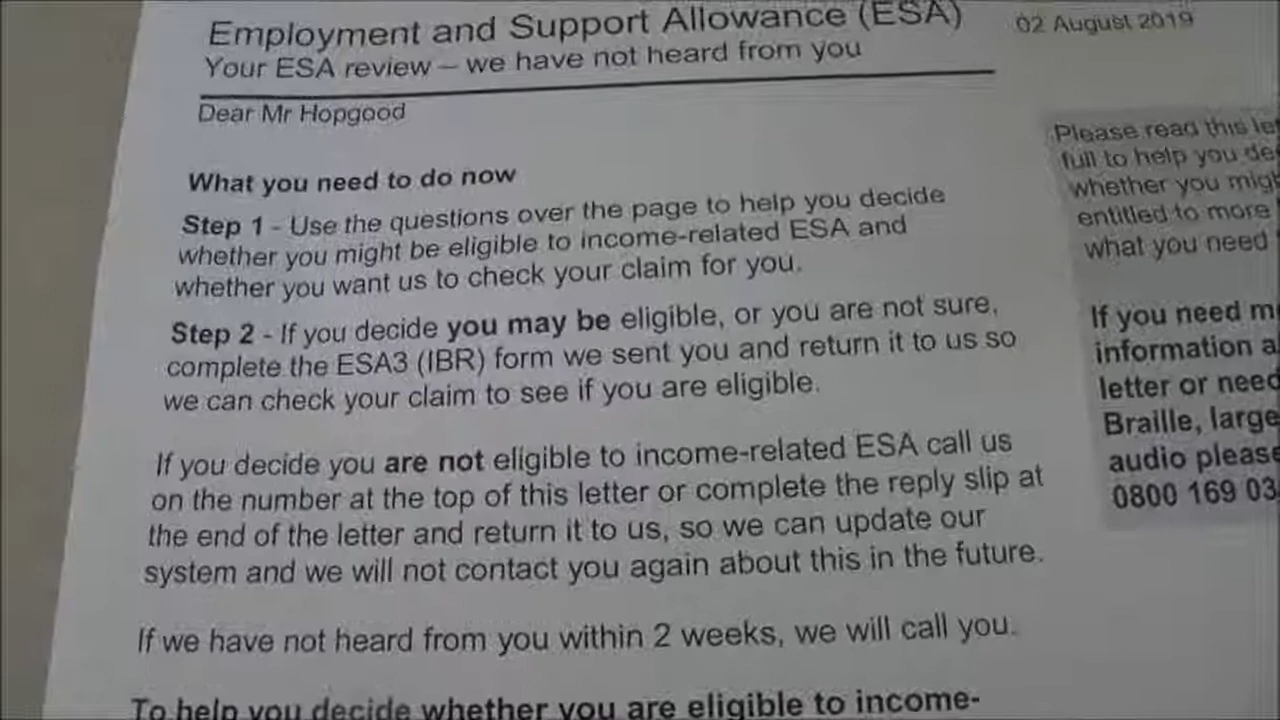 Employment and Support Allowance (ESA)
02 August 2019
Your ESA review – we have not heard from you
Dear Mr Hopgood
What you need to do now
Step 1 - Use the questions over the page to help you decide
whether you might be eligible to income-related ESA and
whether you want us to check your claim for you.
Step 2 - If you decide you may be eligible, or you are not sure,
complete the ESA3 (IBR) form we sent you and return it to us so
we can check your claim to see if you are eligible.
If you decide you are not eligible to income-related ESA call us
on the number at the top of this letter or complete the reply slip at
the end of the letter and return it to us, so we can update our
system and we will not contact you again about this in the future.
If we have not heard from you within 2 weeks, we will call you.
To help you decide whether you are eligible to income-
Please read this
full to help you
whether you
entitled to more
what you need
If you need
information
letter or need
Braille, large
audio please
0800 169 03